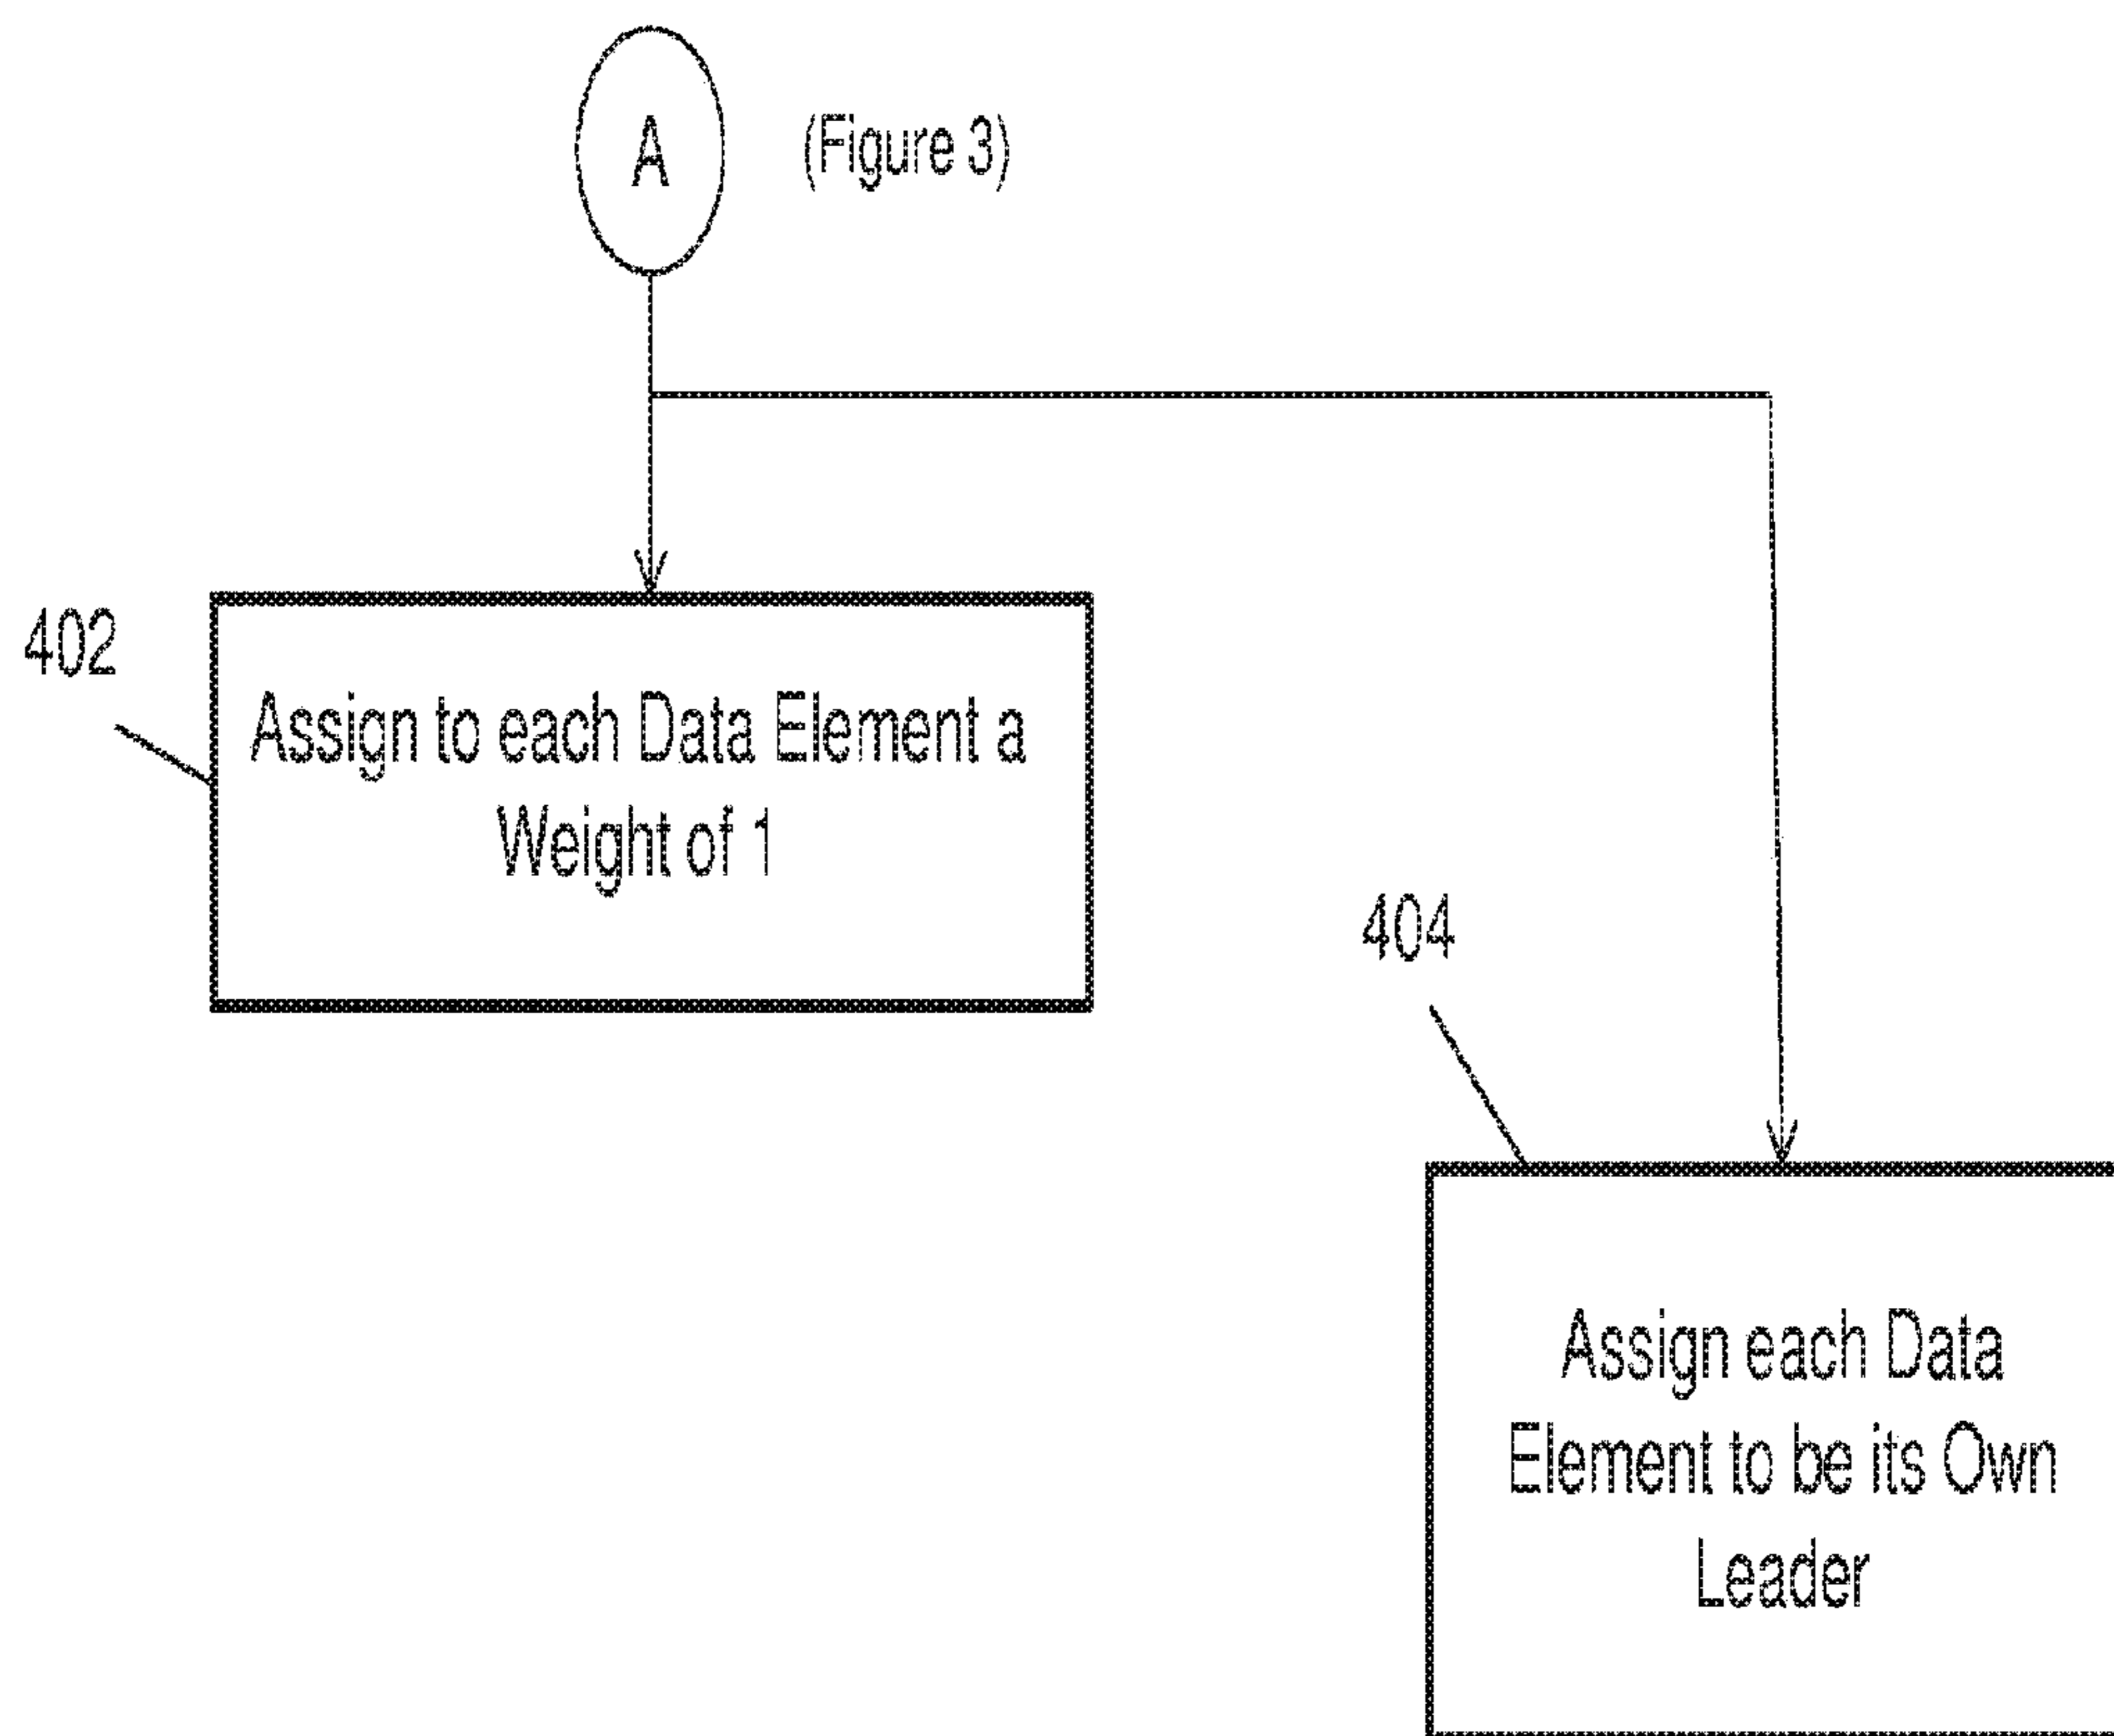 A (Figure 3)
402
Assign to each Data Element a
Weight of 1
404
Assign each Data
Element to be its Own
Leader